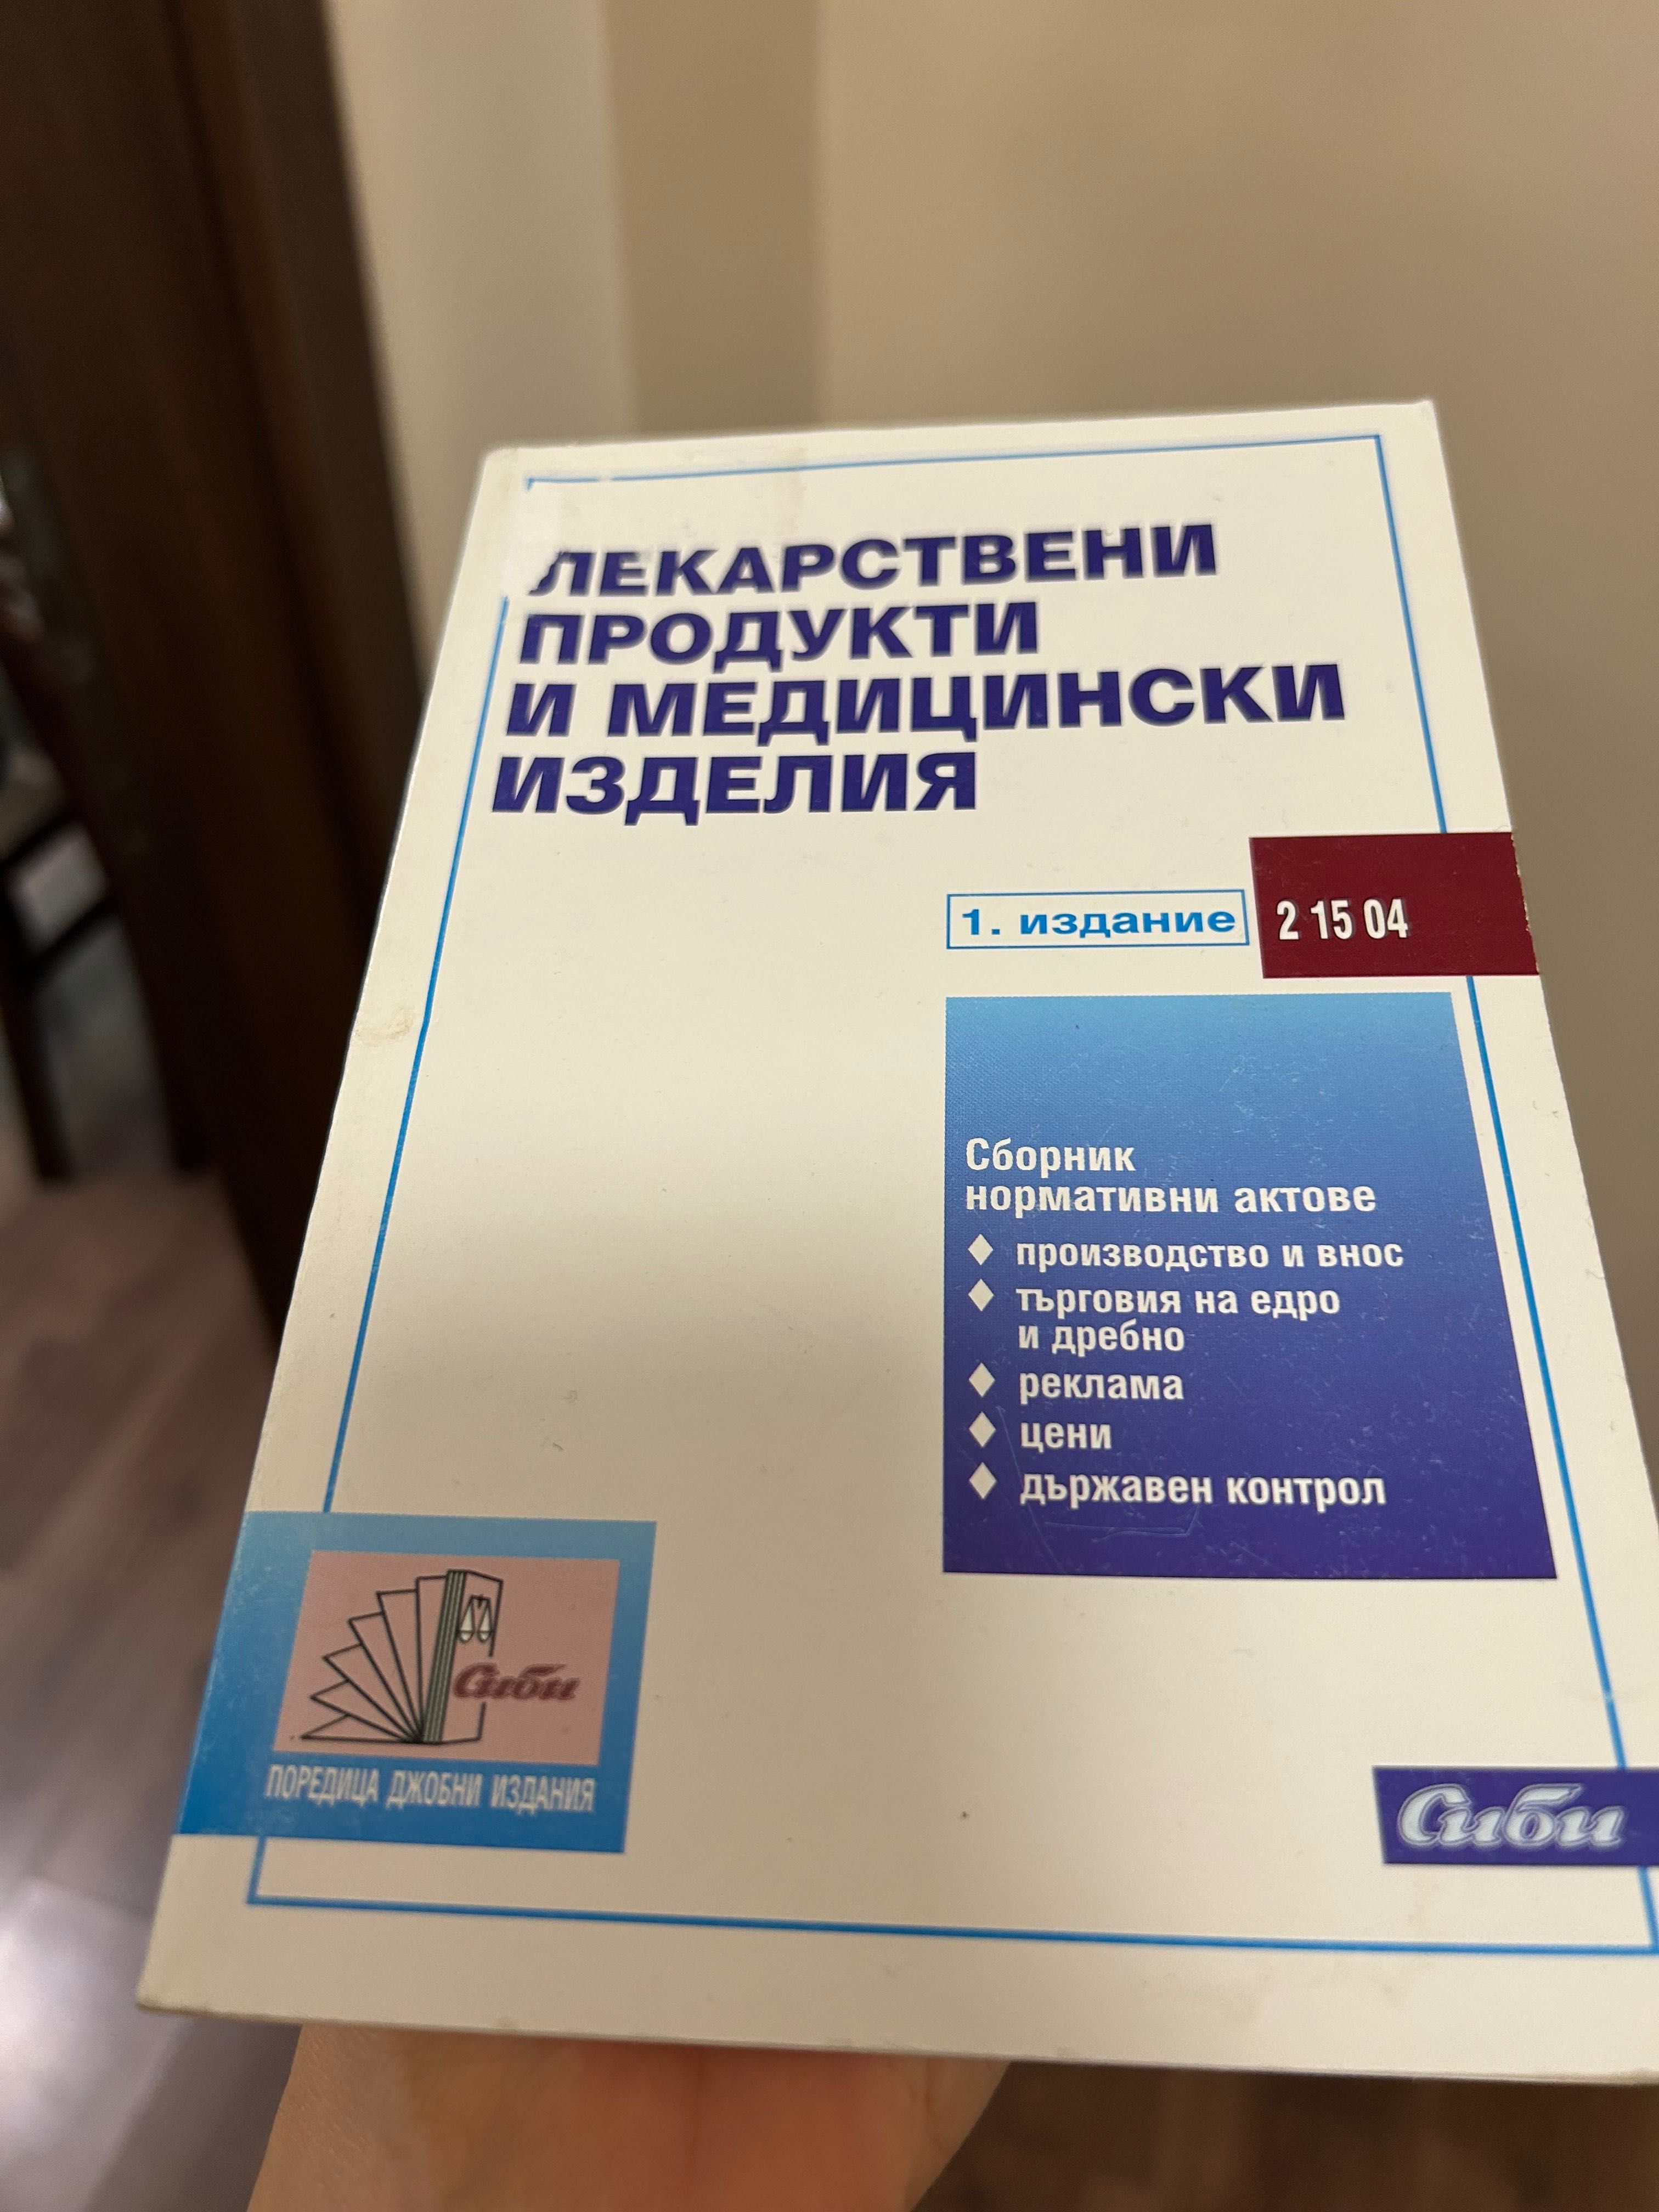 ЛЕКАРСТВЕНИ
ПРОДУКТИ
И МЕДИЦИНСКИ
ИЗДЕЛИЯ
1. издание
2 15 04
Сборник
нормативни актове
♦ производство и внос
♦ търговия на едро
и дребно
♦ реклама
♦ цени
♦ държавен контрол
Сиби
ПОРЕДИЦА ДЖОБНИ ИЗДАНИЯ
Сиби